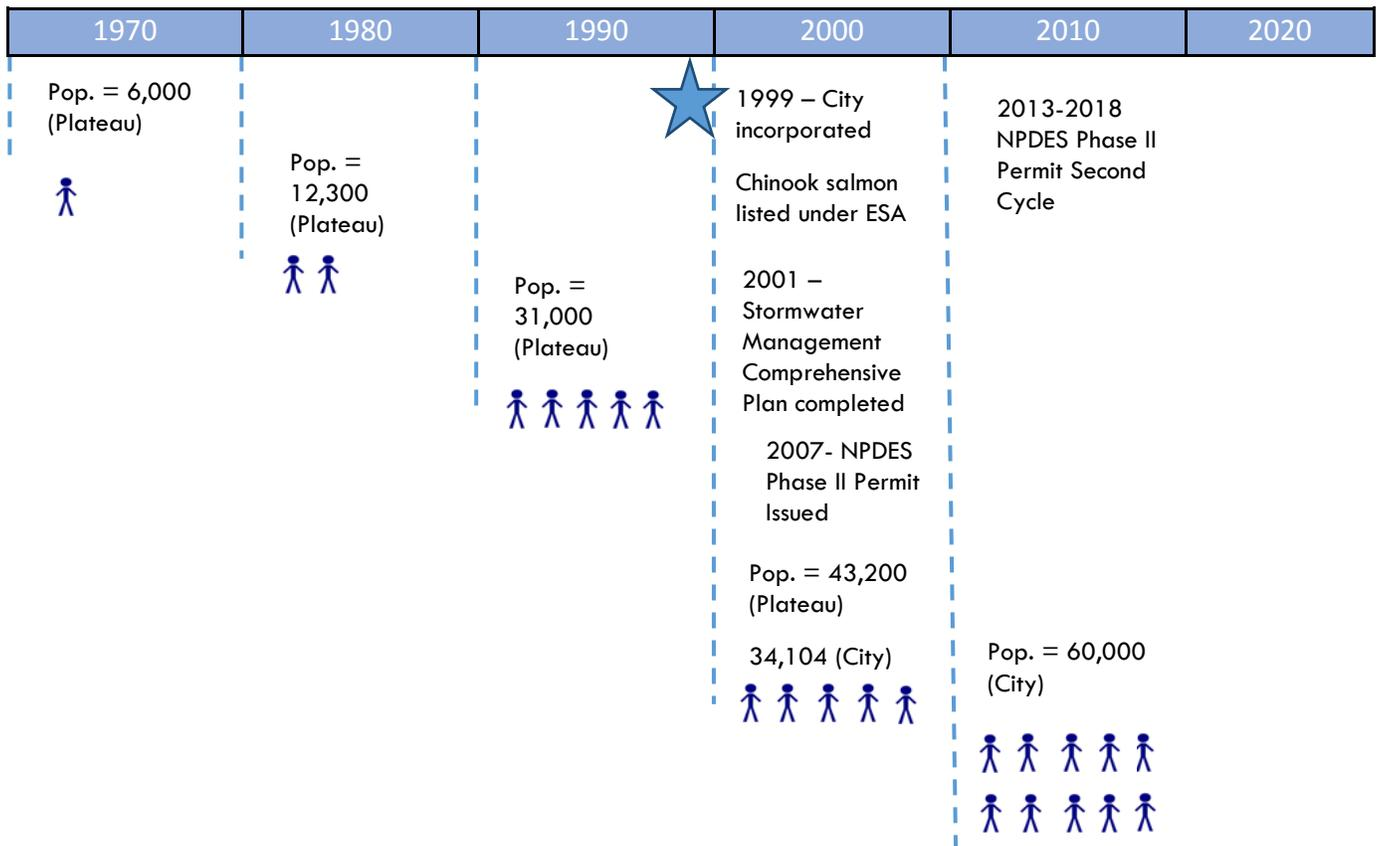 1970
1980
1990
2000
2010
2020
Pop. = 6,000
(Plateau)
Pop. =
12,300
(Plateau)
Pop. =
31,000
(Plateau)
1999 – City
incorporated
Chinook salmon
listed under ESA
2001 –
Stormwater
Management
Comprehensive
Plan completed
2007- NPDES
Phase II Permit
Issued
Pop. = 43,200
(Plateau)
34,104 (City)
2013-2018
NPDES Phase II
Permit Second
Cycle
Pop. = 60,000
(City)